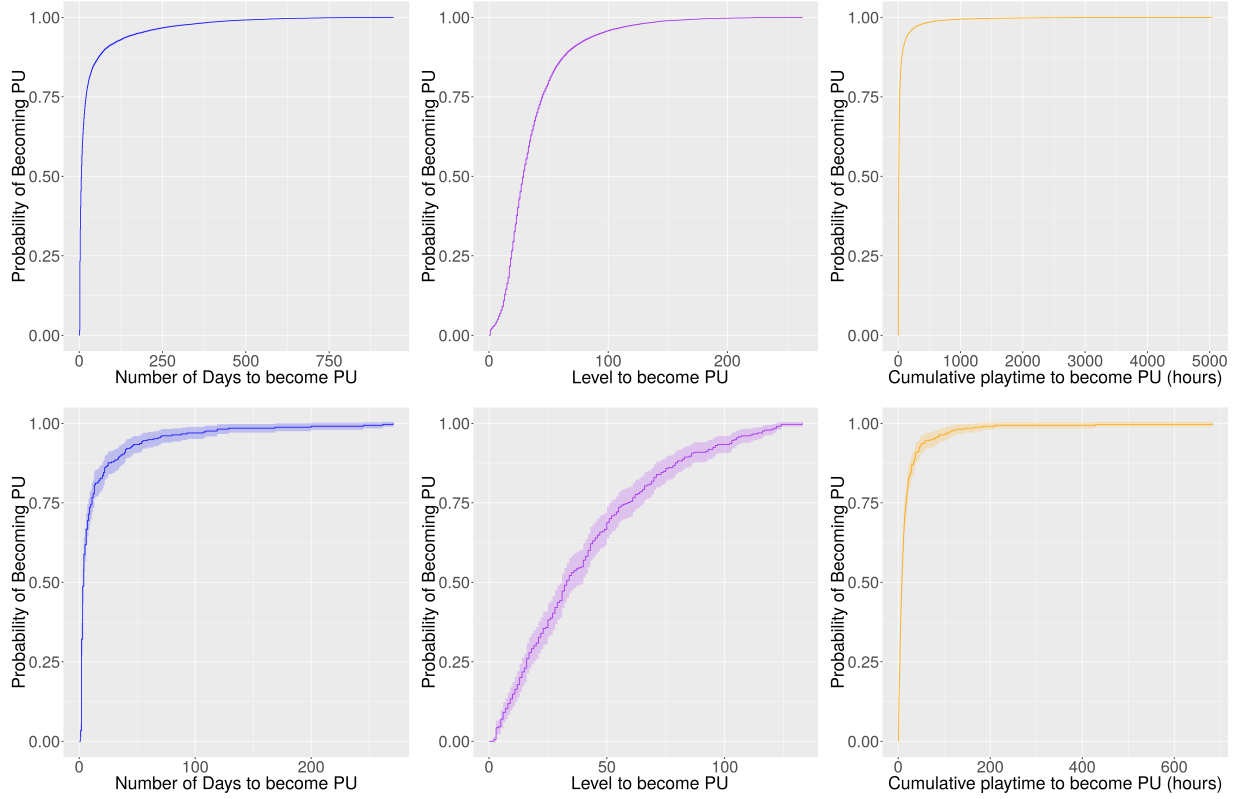 Probability of Becoming PU
1.00
0.75
0.50
0.25
0.00
0 250 500 750
Number of Days to become PU
Probability of Becoming PU
1.00
0.75
0.50
0.25
0.00
0 100 200
Level to become PU
Probability of Becoming PU
1.00
0.75
0.50
0.25
0.00
0 1000 2000 3000 4000 5000
Cumulative playtime to become PU (hours)
Probability of Becoming PU
1.00
0.75
0.50
0.25
0.00
0 100 200
Number of Days to become PU
Probability of Becoming PU
1.00
0.75
0.50
0.25
0.00
0 50 100
Level to become PU
Probability of Becoming PU
1.00
0.75
0.50
0.25
0.00
0 200 400 600
Cumulative playtime to become PU (hours)